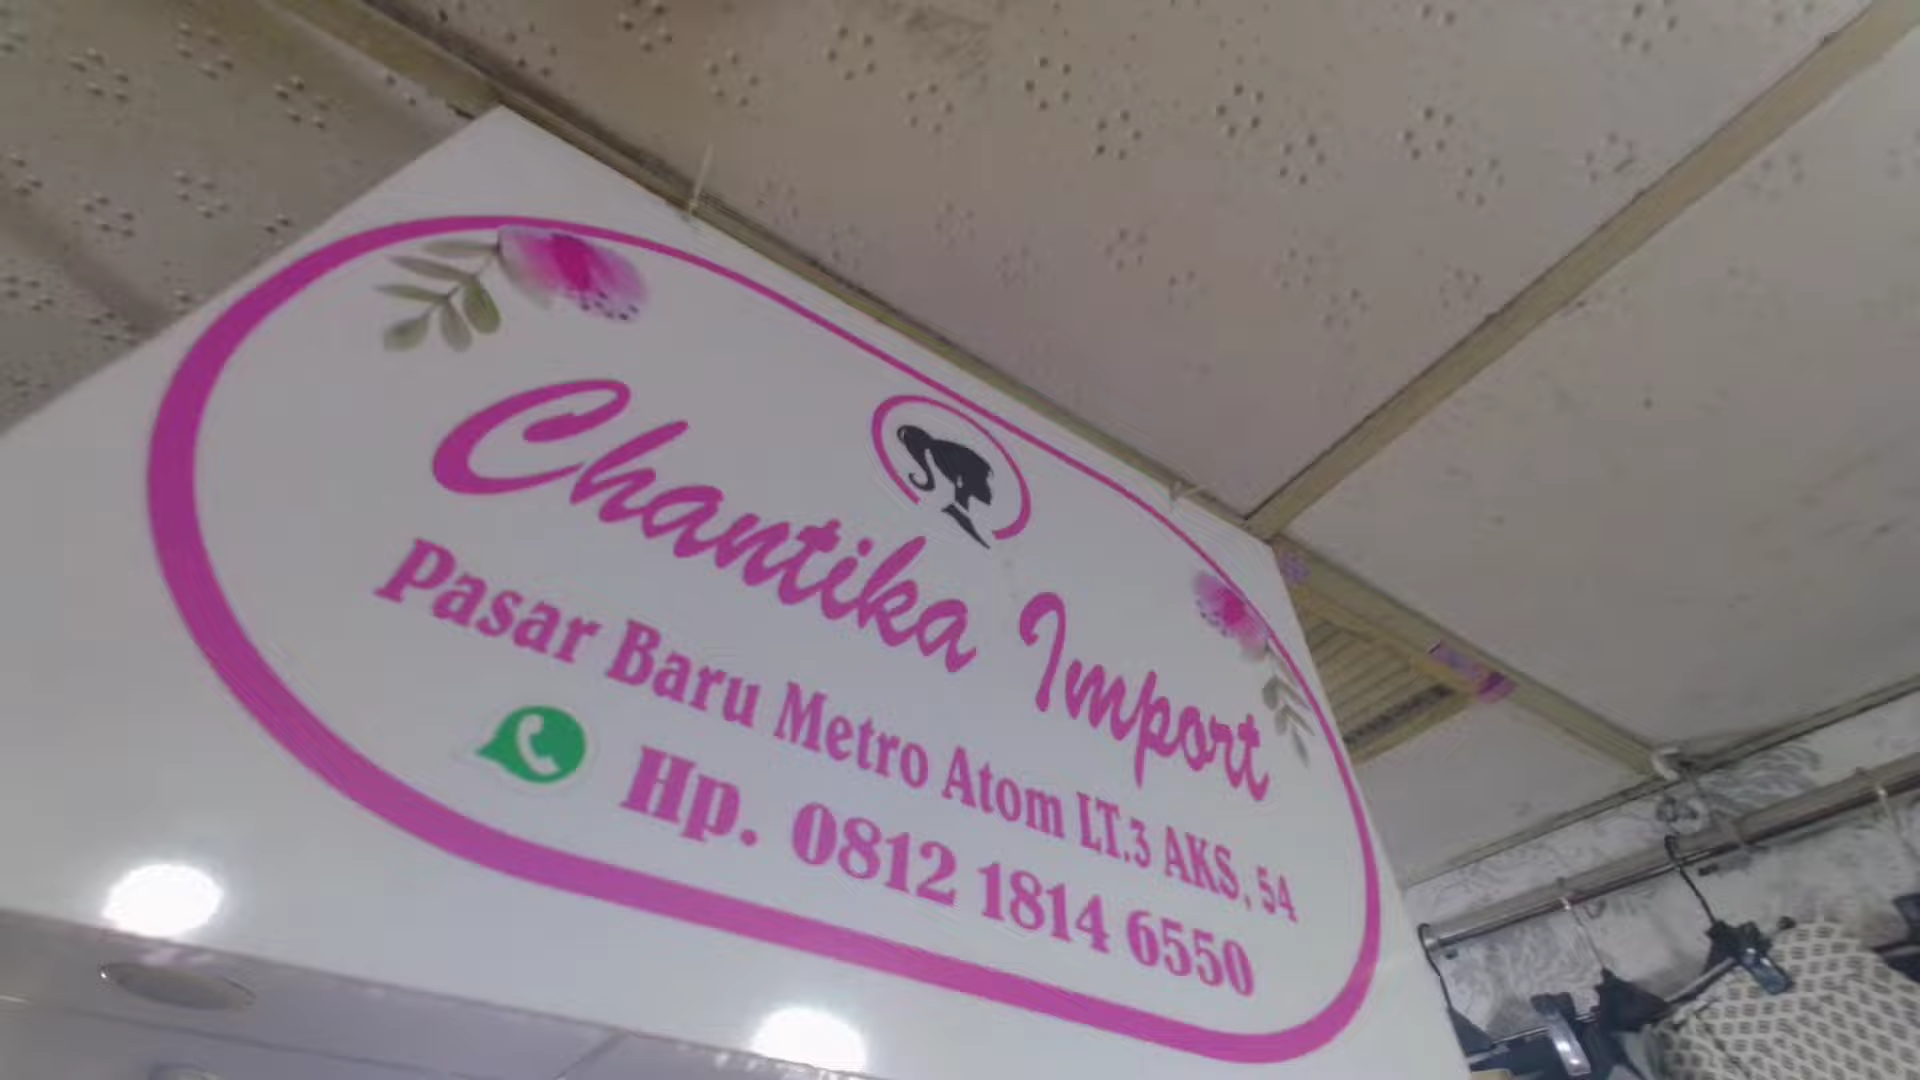 Chantika Import
Pasar Baru Metro Atom LT.3 AKS, 54
Hp. 0812 1814 6550